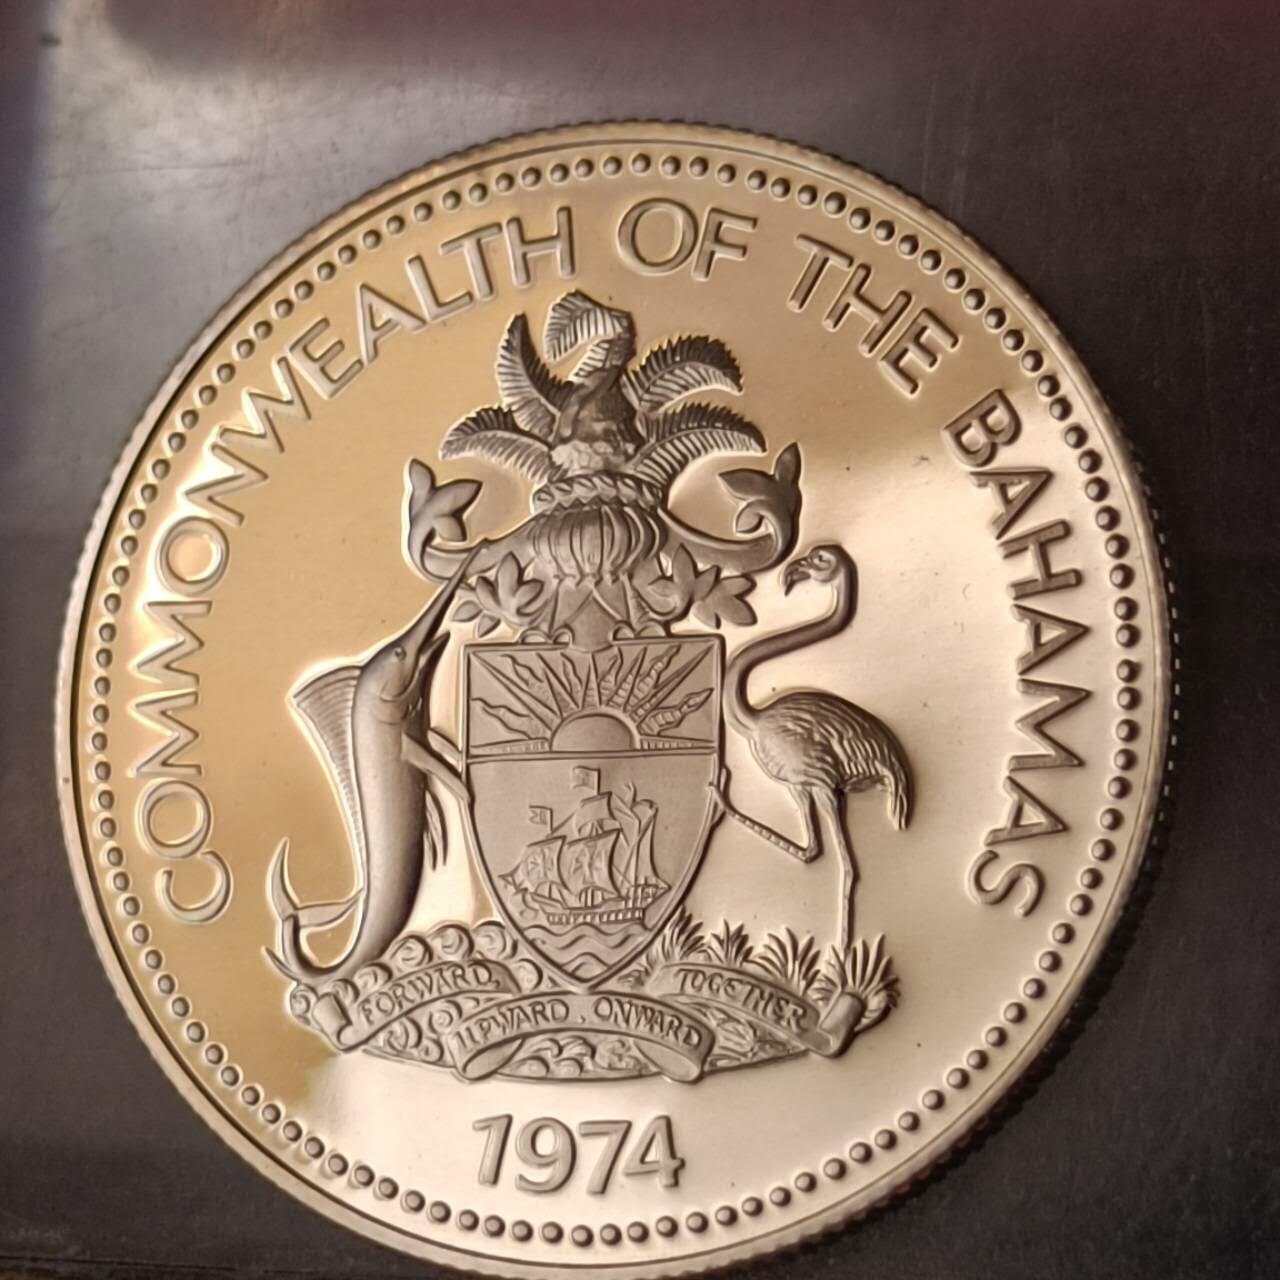 COMMONWEALTH OF THE BAHAMAS
FORWARD, UPWARD, ONWARD TOGETHER
1974